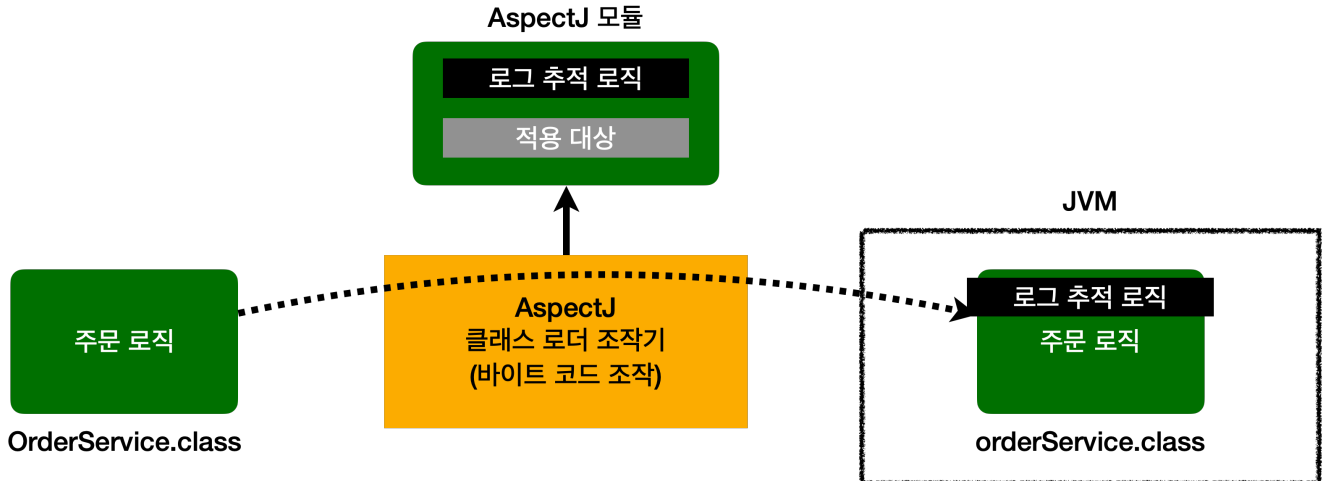 AspectJ 모듈
로그 추적 로직
적용 대상
JVM
주문 로직
OrderService.class
AspectJ
클래스 로더 조작기
(바이트 코드 조작)
로그 추적 로직
주문 로직
orderService.class